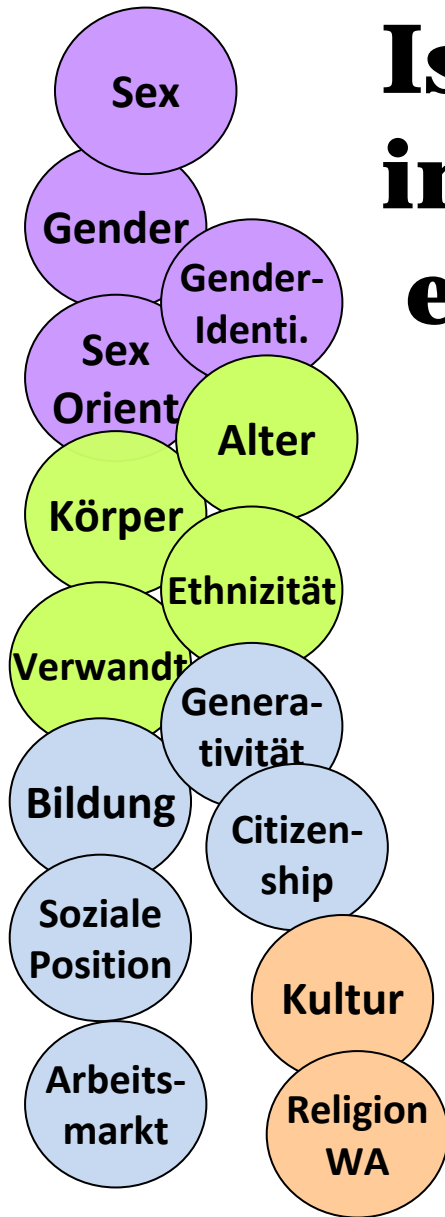 Is
in
e
Sex
Gender
Gender-
Identi.
Sex
Orient
Alter
Körper
Ethnizität
Verwandt
Genera-
tivität
Bildung
Citizen-
ship
Soziale
Position
Kultur
Arbeits-
markt
Religion
WA